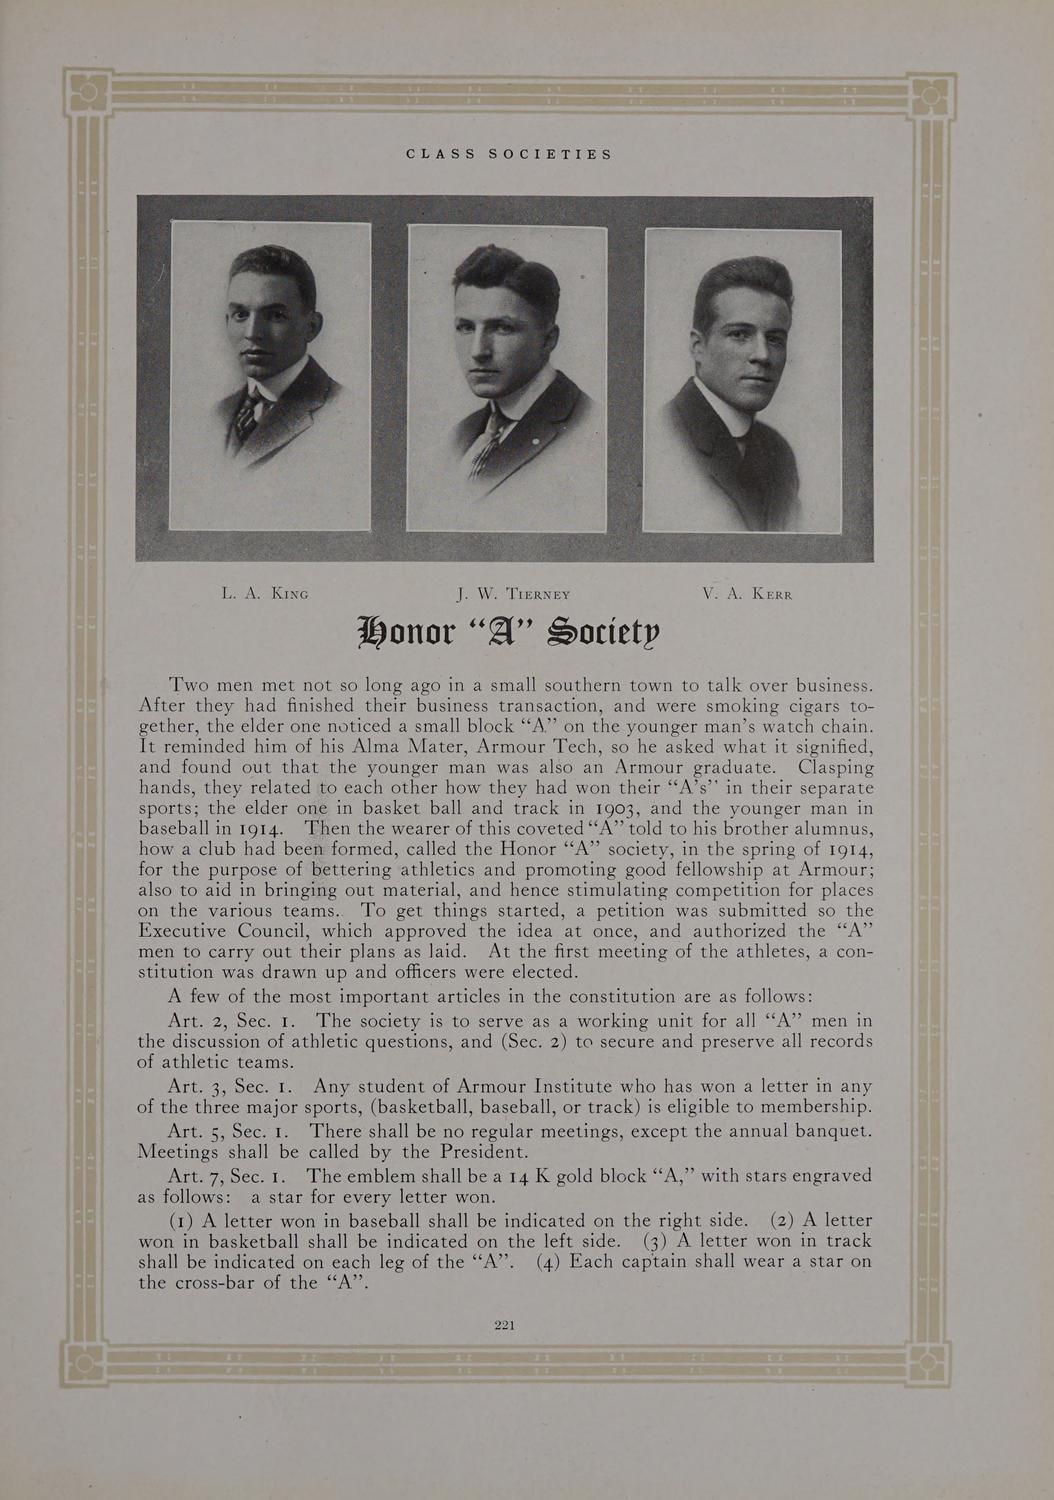 CLASS SOCIETIES
L. A. King
J. W. Tierney
V. A. Kerr
Honor “A” Society
Two men met not so long ago in a small southern town to talk over business.
After they had finished their business transaction, and were smoking cigars to-
gether, the elder one noticed a small block “A” on the younger man’s watch chain.
It reminded him of his Alma Mater, Armour Tech, so he asked what it signified,
and found out that the younger man was also an Armour graduate. Clasping
hands, they related to each other how they had won their “A’s” in their separate
sports; the elder one in basket ball and track in 1903, and the younger man in
baseball in 1914. Then the wearer of this coveted “A” told to his brother alumnus,
how a club had been formed, called the Honor “A” society, in the spring of 1914,
for the purpose of bettering athletics and promoting good fellowship at Armour;
also to aid in bringing out material, and hence stimulating competition for places
on the various teams. To get things started, a petition was submitted so the
Executive Council, which approved the idea at once, and authorized the “A”
men to carry out their plans as laid. At the first meeting of the athletes, a con-
stitution was drawn up and officers were elected.
A few of the most important articles in the constitution are as follows:
Art. 2, Sec. 1. The society is to serve as a working unit for all “A” men in
the discussion of athletic questions, and (Sec. 2) to secure and preserve all records
of athletic teams.
Art. 3, Sec. 1. Any student of Armour Institute who has won a letter in any
of the three major sports, (basketball, baseball, or track) is eligible to membership.
Art. 5, Sec. 1. There shall be no regular meetings, except the annual banquet.
Meetings shall be called by the President.
Art. 7, Sec. 1. The emblem shall be a 14 K gold block “A,” with stars engraved
as follows: a star for every letter won.
(1) A letter won in baseball shall be indicated on the right side. (2) A letter
won in basketball shall be indicated on the left side. (3) A letter won in track
shall be indicated on each leg of the “A”. (4) Each captain shall wear a star on
the cross-bar of the “A”.
221